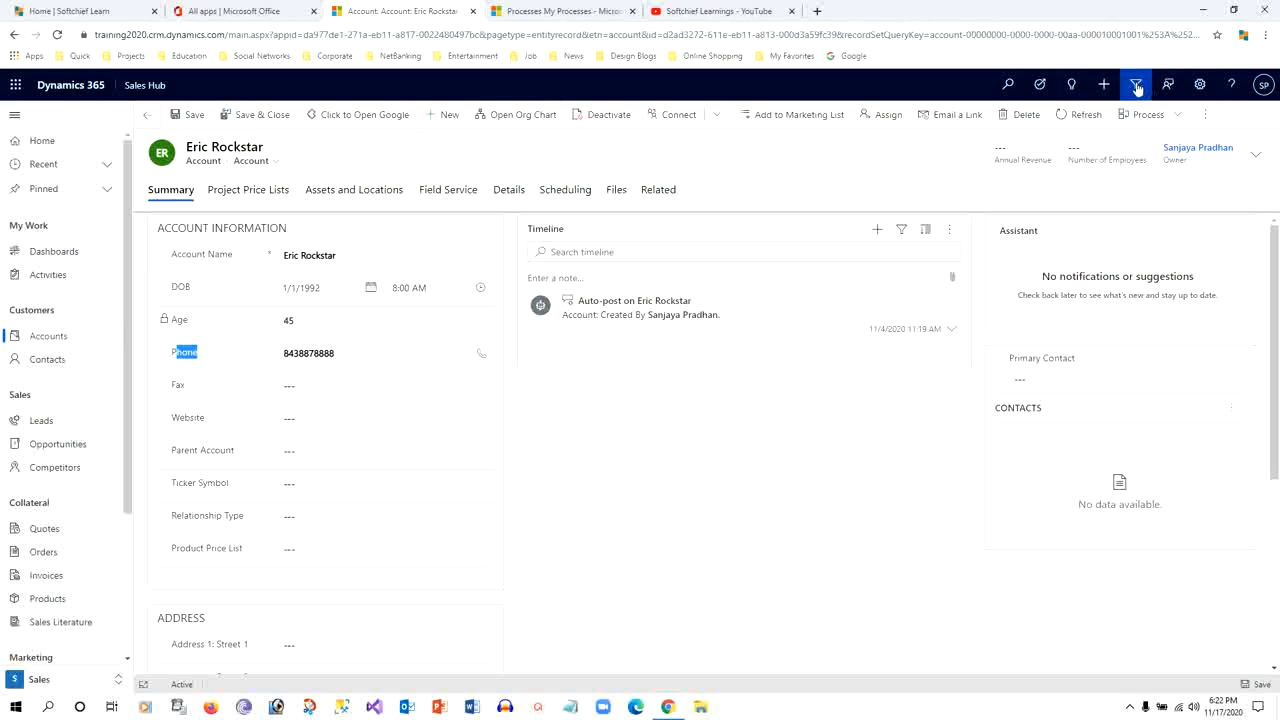 Home | Softchief Learn
All apps | Microsoft Office
Account: Account: Eric Rockstar
Processes My Processes - Micros
Softchief Learnings - YouTube
training2020.crm.dynamics.com/main.aspx?appid=da977de1-271a-eb11-a817-0022480497bc&pagetype=entityrecord&etn=account&id=d2ad3272-611e-eb11-a813-000d3a59fc39&recordSetQueryKey=account-00000000-0000-0000-00aa-000010001001%253A%252...
Apps Quick Projects Education Social Networks Corporate NetBanking Entertainment Job News Design Blogs Online Shopping My Favorites Google
Dynamics 365 Sales Hub SP
Save Save & Close Click to Open Google New Open Org Chart Deactivate Connect Add to Marketing List Assign Email a Link Delete Refresh Process
Home
Recent
Pinned
My Work
Dashboards
Activities
Customers
Accounts
Contacts
Sales
Leads
Opportunities
Competitors
Collateral
Quotes
Orders
Invoices
Products
Sales Literature
Marketing
S Sales
ER
Eric Rockstar
Account · Account
---
Annual Revenue
---
Number of Employees
Sanjaya Pradhan
Owner
Summary Project Price Lists Assets and Locations Field Service Details Scheduling Files Related
ACCOUNT INFORMATION
Account Name * Eric Rockstar
DOB 1/1/1992 8:00 AM
Age 45
Phone 8438878888
Fax ---
Website ---
Parent Account ---
Ticker Symbol ---
Relationship Type ---
Product Price List ---
ADDRESS
Address 1: Street 1 ---
Timeline
Search timeline
Enter a note...
Auto-post on Eric Rockstar
Account: Created By Sanjaya Pradhan.
11/4/2020 11:19 AM
Assistant
No notifications or suggestions
Check back later to see what's new and stay up to date.
Primary Contact
---
CONTACTS
No data available.
Active
Save
6:22 PM
11/17/2020